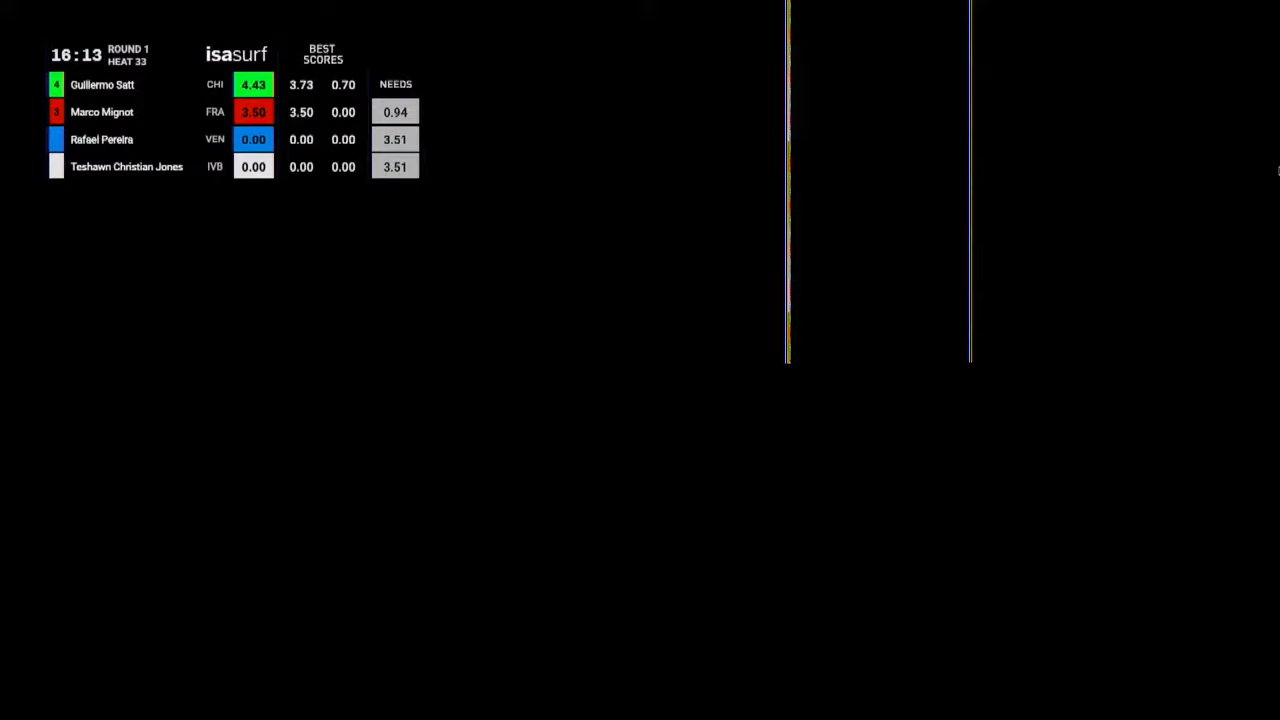 16:13 ROUND 1 HEAT 33 isasurf BEST SCORES
4 Guillermo Satt CHI 4.43 3.73 0.70 NEEDS
3 Marco Mignot FRA 3.50 3.50 0.00 0.94
Rafael Pereira VEN 0.00 0.00 0.00 3.51
Teshawn Christian Jones IVB 0.00 0.00 0.00 3.51